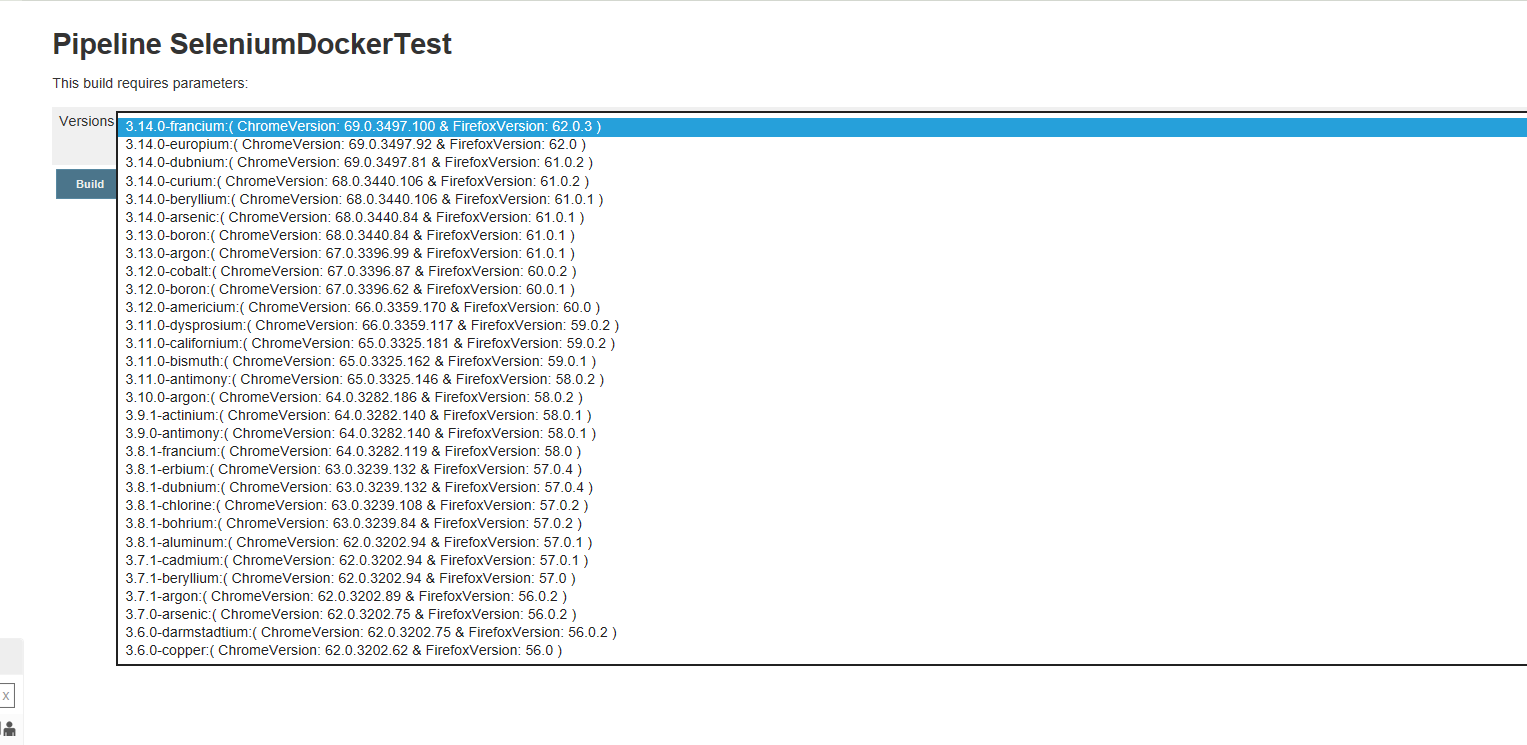 Pipeline SeleniumDockerTest
This build requires parameters:
Versions
3.14.0-francium:( ChromeVersion: 69.0.3497.100 & FirefoxVersion: 62.0.3 )
3.14.0-europium:( ChromeVersion: 69.0.3497.92 & FirefoxVersion: 62.0 )
3.14.0-dubnium:( ChromeVersion: 69.0.3497.81 & FirefoxVersion: 61.0.2 )
3.14.0-curium:( ChromeVersion: 68.0.3440.106 & FirefoxVersion: 61.0.2 )
3.14.0-beryllium:( ChromeVersion: 68.0.3440.106 & FirefoxVersion: 61.0.1 )
3.14.0-arsenic:( ChromeVersion: 68.0.3440.84 & FirefoxVersion: 61.0.1 )
3.13.0-boron:( ChromeVersion: 68.0.3440.84 & FirefoxVersion: 61.0.1 )
3.13.0-argon:( ChromeVersion: 67.0.3396.99 & FirefoxVersion: 61.0.1 )
3.12.0-cobalt:( ChromeVersion: 67.0.3396.87 & FirefoxVersion: 60.0.2 )
3.12.0-boron:( ChromeVersion: 67.0.3396.62 & FirefoxVersion: 60.0.1 )
3.12.0-americium:( ChromeVersion: 66.0.3359.170 & FirefoxVersion: 60.0 )
3.11.0-dysprosium:( ChromeVersion: 66.0.3359.117 & FirefoxVersion: 59.0.2 )
3.11.0-californium:( ChromeVersion: 65.0.3325.181 & FirefoxVersion: 59.0.2 )
3.11.0-bismuth:( ChromeVersion: 65.0.3325.162 & FirefoxVersion: 59.0.1 )
3.11.0-antimony:( ChromeVersion: 65.0.3325.146 & FirefoxVersion: 58.0.2 )
3.10.0-argon:( ChromeVersion: 64.0.3282.186 & FirefoxVersion: 58.0.2 )
3.9.1-actinium:( ChromeVersion: 64.0.3282.140 & FirefoxVersion: 58.0.1 )
3.9.0-antimony:( ChromeVersion: 64.0.3282.140 & FirefoxVersion: 58.0.1 )
3.8.1-francium:( ChromeVersion: 64.0.3282.119 & FirefoxVersion: 58.0 )
3.8.1-erbium:( ChromeVersion: 63.0.3239.132 & FirefoxVersion: 57.0.4 )
3.8.1-dubnium:( ChromeVersion: 63.0.3239.132 & FirefoxVersion: 57.0.4 )
3.8.1-chlorine:( ChromeVersion: 63.0.3239.108 & FirefoxVersion: 57.0.2 )
3.8.1-bohrium:( ChromeVersion: 63.0.3239.84 & FirefoxVersion: 57.0.2 )
3.8.1-aluminum:( ChromeVersion: 62.0.3202.94 & FirefoxVersion: 57.0.1 )
3.7.1-cadmium:( ChromeVersion: 62.0.3202.94 & FirefoxVersion: 57.0.1 )
3.7.1-beryllium:( ChromeVersion: 62.0.3202.94 & FirefoxVersion: 57.0 )
3.7.1-argon:( ChromeVersion: 62.0.3202.89 & FirefoxVersion: 56.0.2 )
3.7.0-arsenic:( ChromeVersion: 62.0.3202.75 & FirefoxVersion: 56.0.2 )
3.6.0-darmstadtium:( ChromeVersion: 62.0.3202.75 & FirefoxVersion: 56.0.2 )
3.6.0-copper:( ChromeVersion: 62.0.3202.62 & FirefoxVersion: 56.0 )
Build
x